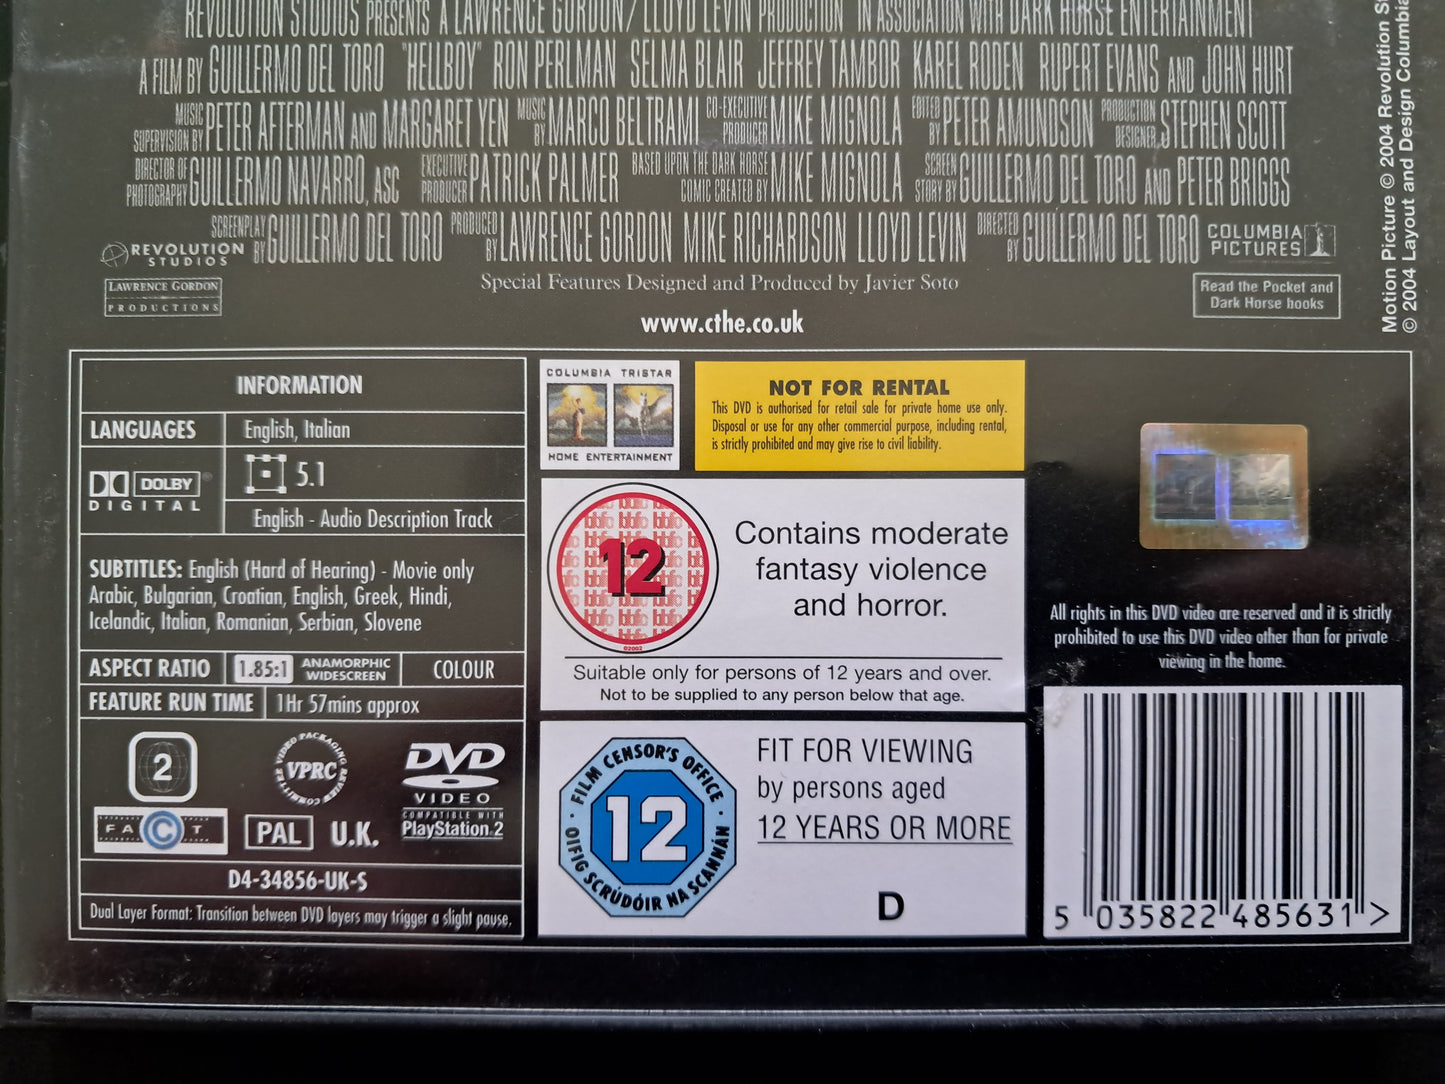 REVOLUTION STUDIOS PRESENTS A LAWRENCE GORDON/LLOYD LEVIN PRODUCTION IN ASSOCIATION WITH DARK HORSE ENTERTAINMENT
A FILM BY GUILLERMO DEL TORO "HELLBOY" RON PERLMAN SELMA BLAIR JEFFREY TAMBOR KAREL RODEN RUPERT EVANS AND JOHN HURT
MUSIC SUPERVISION BY PETER AFTERMAN AND MARGARET YEN MUSIC BY MARCO BELTRAMI CO-EXECUTIVE PRODUCER MIKE MIGNOLA EDITED BY PETER AMUNDSON PRODUCTION DESIGNER STEPHEN SCOTT
DIRECTOR OF PHOTOGRAPHY GUILLERMO NAVARRO, ASC EXECUTIVE PRODUCER PATRICK PALMER BASED UPON THE DARK HORSE COMIC CREATED BY MIKE MIGNOLA SCREEN STORY BY GUILLERMO DEL TORO AND PETER BRIGGS
SCREENPLAY BY GUILLERMO DEL TORO PRODUCED BY LAWRENCE GORDON MIKE RICHARDSON LLOYD LEVIN DIRECTED BY GUILLERMO DEL TORO
REVOLUTION
STUDIOS
COLUMBIA
PICTURES
LAWRENCE GORDON
PRODUCTIONS
Special Features Designed and Produced by Javier Soto
Read the Pocket and
Dark Horse books
www.cthe.co.uk
Motion Picture © 2004 Revolution
© 2004 Layout and Design Columbia
INFORMATION
LANGUAGES English, Italian
DOLBY
DIGITAL
5.1
English - Audio Description Track
SUBTITLES: English (Hard of Hearing) - Movie only
Arabic, Bulgarian, Croatian, English, Greek, Hindi,
Icelandic, Italian, Romanian, Serbian, Slovene
ASPECT RATIO 1.85:1 ANAMORPHIC WIDESCREEN COLOUR
FEATURE RUN TIME 1Hr 57mins approx
2
VIDEO PACKAGING REVIEW COMMITTEE
VPRC
DVD
VIDEO
COMPATIBLE WITH
PlayStation 2
FACT
PAL U.K.
D4-34856-UK-S
Dual Layer Format: Transition between DVD layers may trigger a slight pause.
COLUMBIA TRISTAR
HOME ENTERTAINMENT
NOT FOR RENTAL
This DVD is authorised for retail sale for private home use only.
Disposal or use for any other commercial purpose, including rental,
is strictly prohibited and may give rise to civil liability.
bbfc
12
©2002
Contains moderate
fantasy violence
and horror.
Suitable only for persons of 12 years and over.
Not to be supplied to any person below that age.
FILM CENSOR'S OFFICE
12
OIFIG SCRÚDÓIR NA SCANNÁN
FIT FOR VIEWING
by persons aged
12 YEARS OR MORE
D
All rights in this DVD video are reserved and it is strictly
prohibited to use this DVD video other than for private
viewing in the home.
5 035822 485631 >